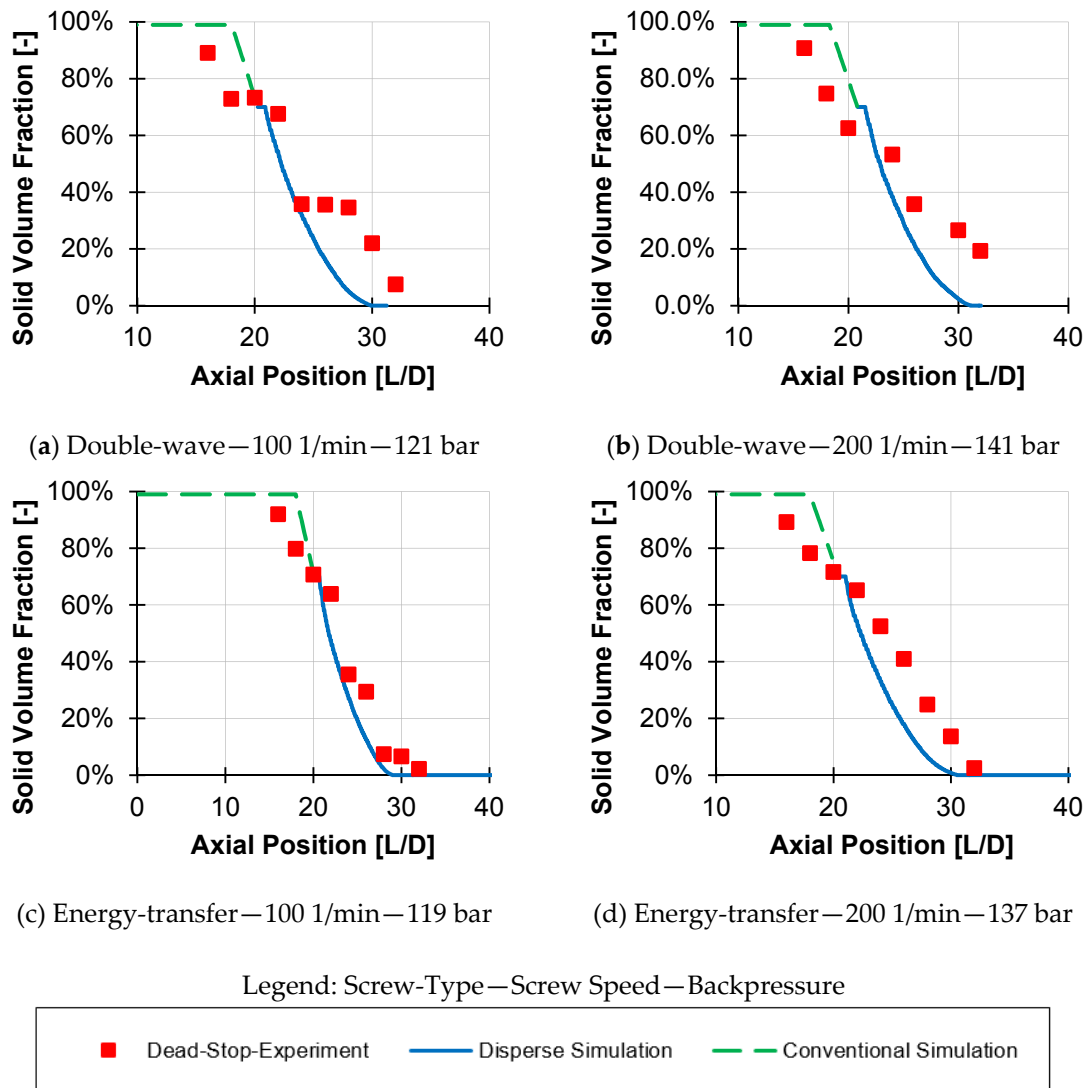 Solid Volume Fraction [-]
100%
80%
60%
40%
20%
0%
10 20 30 40
Axial Position [L/D]
(a) Double-wave—100 1/min—121 bar
Solid Volume Fraction [-]
100%
80.0%
60.0%
40.0%
20.0%
0.0%
10 20 30 40
Axial Position [L/D]
(b) Double-wave—200 1/min—141 bar
Solid Volume Fraction [-]
100%
80%
60%
40%
20%
0%
0 10 20 30 40
Axial Position [L/D]
(c) Energy-transfer—100 1/min—119 bar
Solid Volume Fraction [-]
100%
80%
60%
40%
20%
0%
10 20 30 40
Axial Position [L/D]
(d) Energy-transfer—200 1/min—137 bar
Legend: Screw-Type—Screw Speed—Backpressure
Dead-Stop-Experiment Disperse Simulation Conventional Simulation